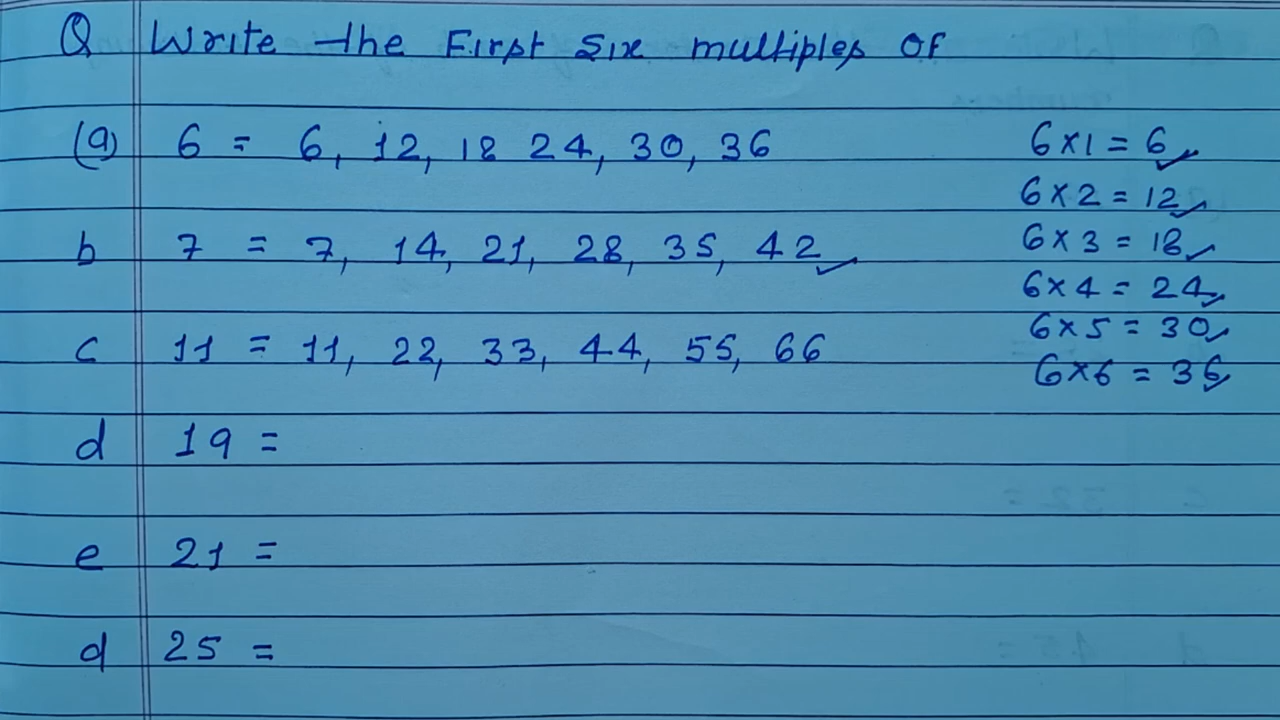 Q Write the First Six multiples of
(a) 6 = 6, 12, 18 24, 30, 36
b 7 = 7, 14, 21, 28, 35, 42
c 11 = 11, 22, 33, 44, 55, 66
d 19 =
e 21 =
d 25 =
6×1 = 6
6×2 = 12
6×3 = 18
6×4 = 24
6×5 = 30
6×6 = 36